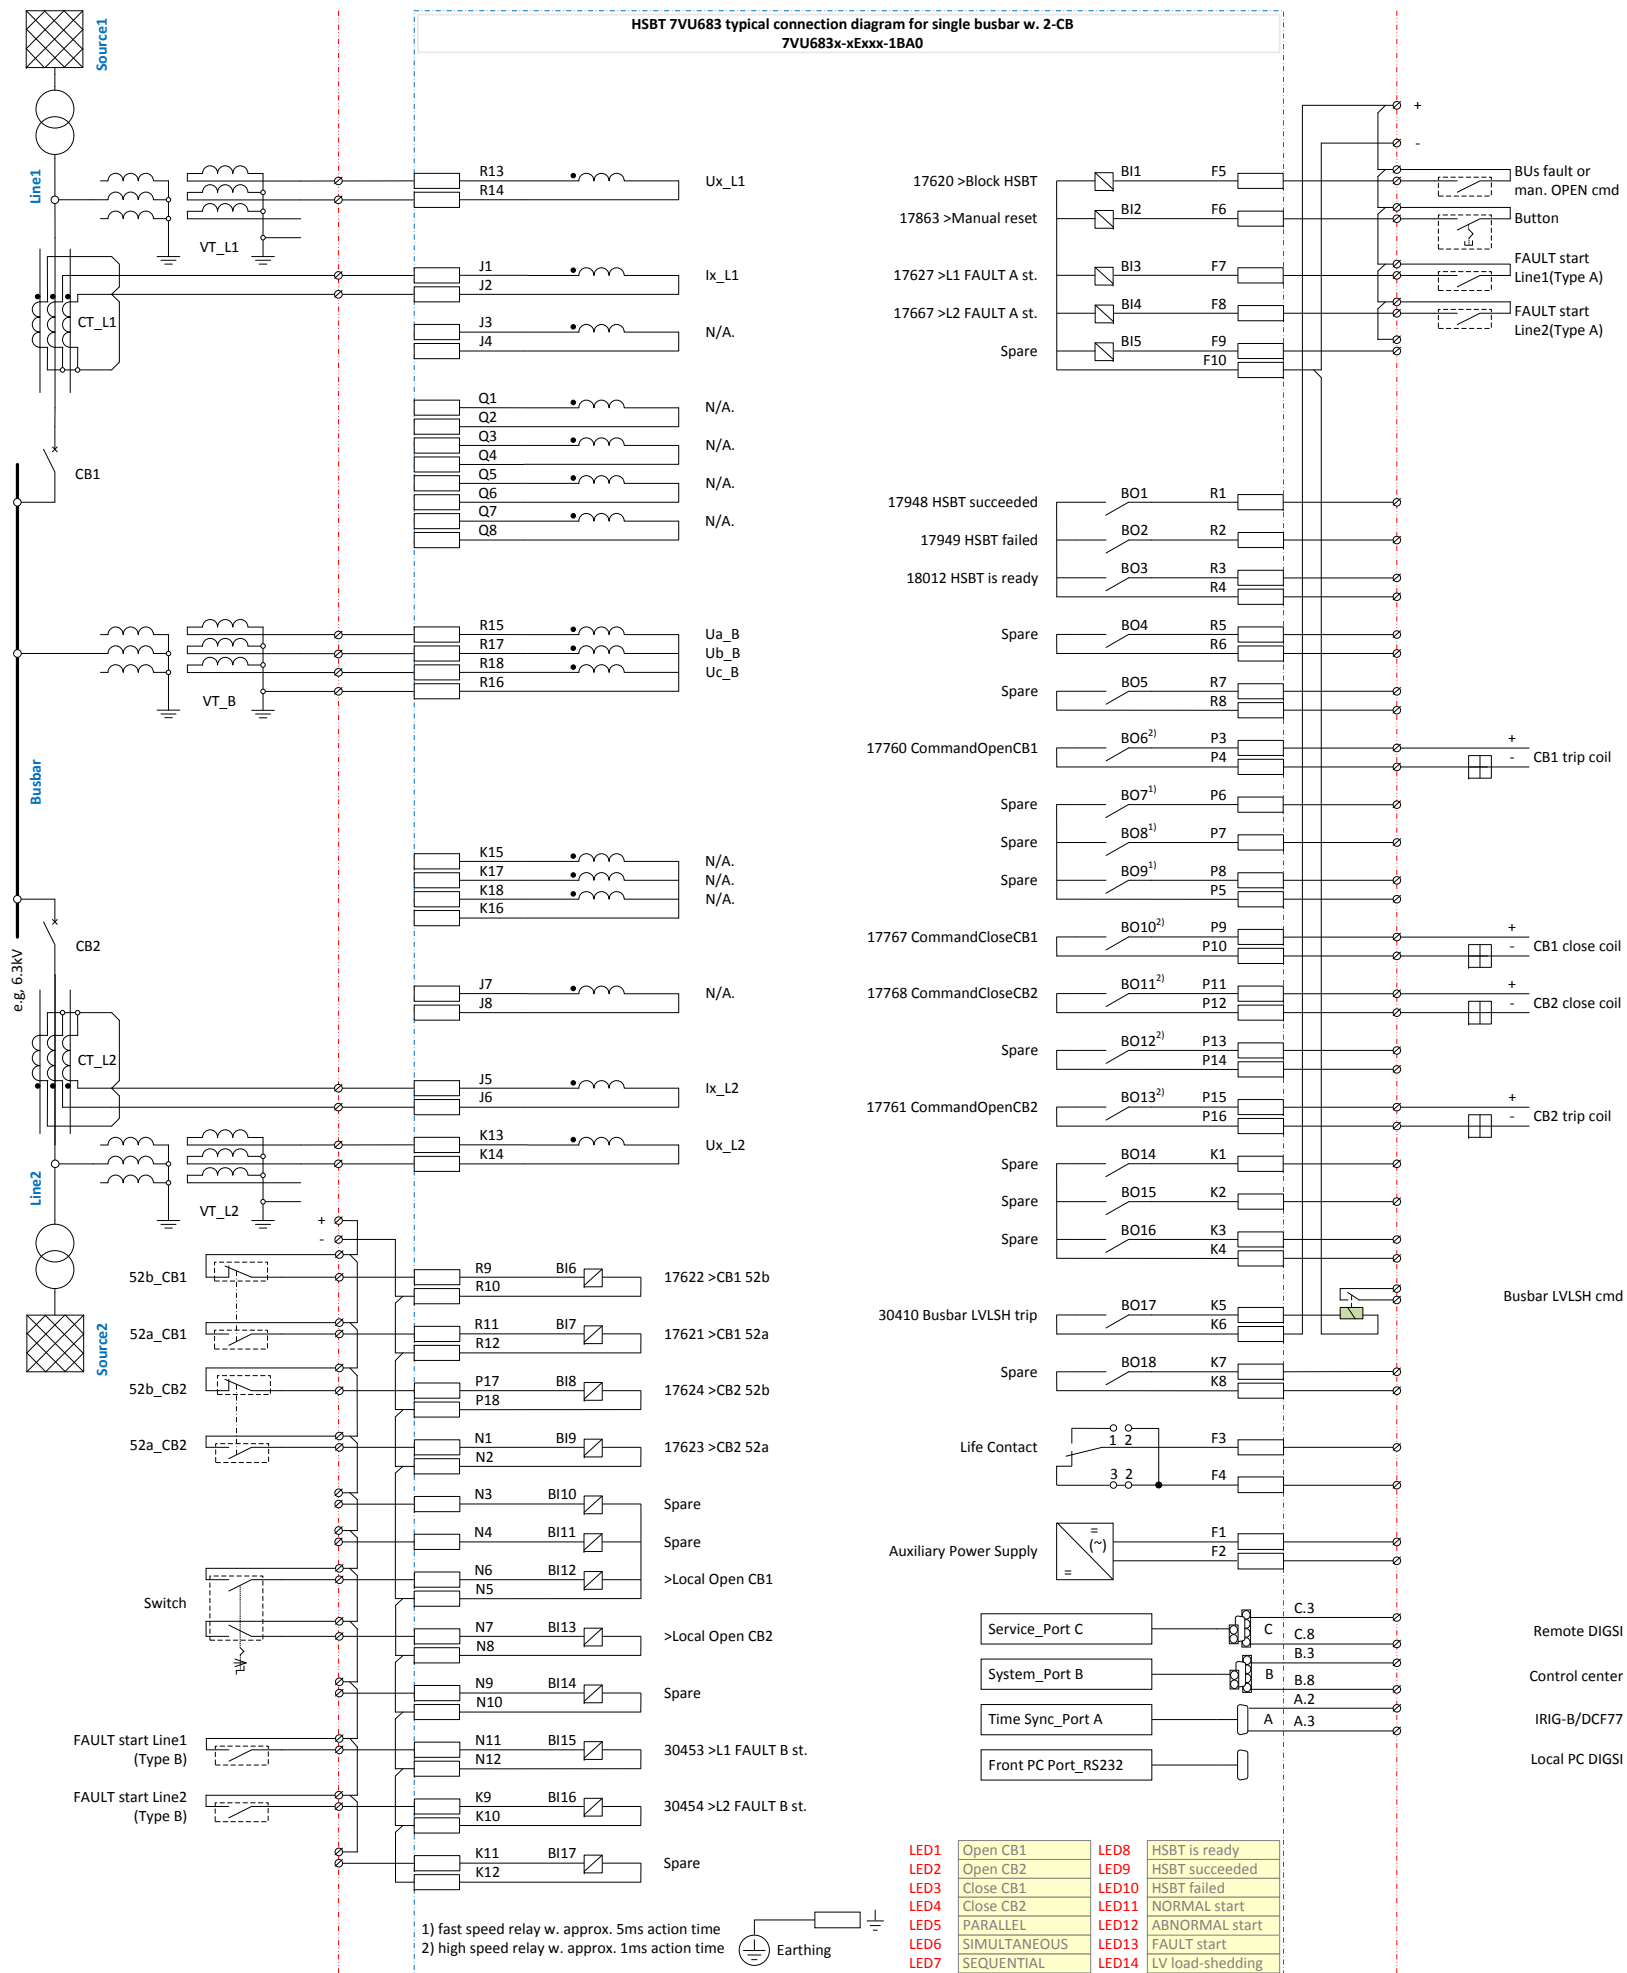 HSBT 7VU683 typical connection diagram for single busbar w. 2-CB
7VU683x-xExxx-1BA0
Source1
Line1
VT_L1
CT_L1
CB1
Busbar
VT_B
CB2
e.g, 6.3kV
CT_L2
Line2
VT_L2
Source2
R13
R14
Ux_L1
J1
J2
Ix_L1
J3
J4
N/A.
Q1
Q2
N/A.
Q3
Q4
N/A.
Q5
Q6
N/A.
Q7
Q8
N/A.
R15
Ua_B
R17
Ub_B
R18
Uc_B
R16
K15
N/A.
K17
N/A.
K18
N/A.
K16
J7
J8
N/A.
J5
J6
Ix_L2
K13
K14
Ux_L2
+
-
52b_CB1
R9
R10
BI6
17622 >CB1 52b
52a_CB1
R11
R12
BI7
17621 >CB1 52a
52b_CB2
P17
P18
BI8
17624 >CB2 52b
52a_CB2
N1
N2
BI9
17623 >CB2 52a
N3
BI10
Spare
N4
BI11
Spare
Switch
N6
N5
BI12
>Local Open CB1
N7
N8
BI13
>Local Open CB2
N9
N10
BI14
Spare
FAULT start Line1
(Type B)
N11
N12
BI15
30453 >L1 FAULT B st.
FAULT start Line2
(Type B)
K9
K10
BI16
30454 >L2 FAULT B st.
K11
K12
BI17
Spare
1) fast speed relay w. approx. 5ms action time
2) high speed relay w. approx. 1ms action time
Earthing
+
-
17620 >Block HSBT
BI1
F5
BUs fault or
man. OPEN cmd
17863 >Manual reset
BI2
F6
Button
17627 >L1 FAULT A st.
BI3
F7
FAULT start
Line1(Type A)
17667 >L2 FAULT A st.
BI4
F8
FAULT start
Line2(Type A)
Spare
BI5
F9
F10
17948 HSBT succeeded
BO1
R1
17949 HSBT failed
BO2
R2
18012 HSBT is ready
BO3
R3
R4
Spare
BO4
R5
R6
Spare
BO5
R7
R8
17760 CommandOpenCB1
BO6 2)
P3
P4
+
-
CB1 trip coil
Spare
BO7 1)
P6
Spare
BO8 1)
P7
Spare
BO9 1)
P8
P5
17767 CommandCloseCB1
BO10 2)
P9
P10
+
-
CB1 close coil
17768 CommandCloseCB2
BO11 2)
P11
P12
+
-
CB2 close coil
Spare
BO12 2)
P13
P14
17761 CommandOpenCB2
BO13 2)
P15
P16
+
-
CB2 trip coil
Spare
BO14
K1
Spare
BO15
K2
Spare
BO16
K3
K4
30410 Busbar LVLSH trip
BO17
K5
K6
Busbar LVLSH cmd
Spare
BO18
K7
K8
Life Contact
1 2
3 2
F3
F4
Auxiliary Power Supply
=
(~)
=
F1
F2
Service_Port C
C
C.3
C.8
Remote DIGSI
System_Port B
B
B.3
B.8
Control center
Time Sync_Port A
A
A.2
A.3
IRIG-B/DCF77
Front PC Port_RS232
Local PC DIGSI
LED1 Open CB1 LED8 HSBT is ready
LED2 Open CB2 LED9 HSBT succeeded
LED3 Close CB1 LED10 HSBT failed
LED4 Close CB2 LED11 NORMAL start
LED5 PARALLEL LED12 ABNORMAL start
LED6 SIMULTANEOUS LED13 FAULT start
LED7 SEQUENTIAL LED14 LV load-shedding